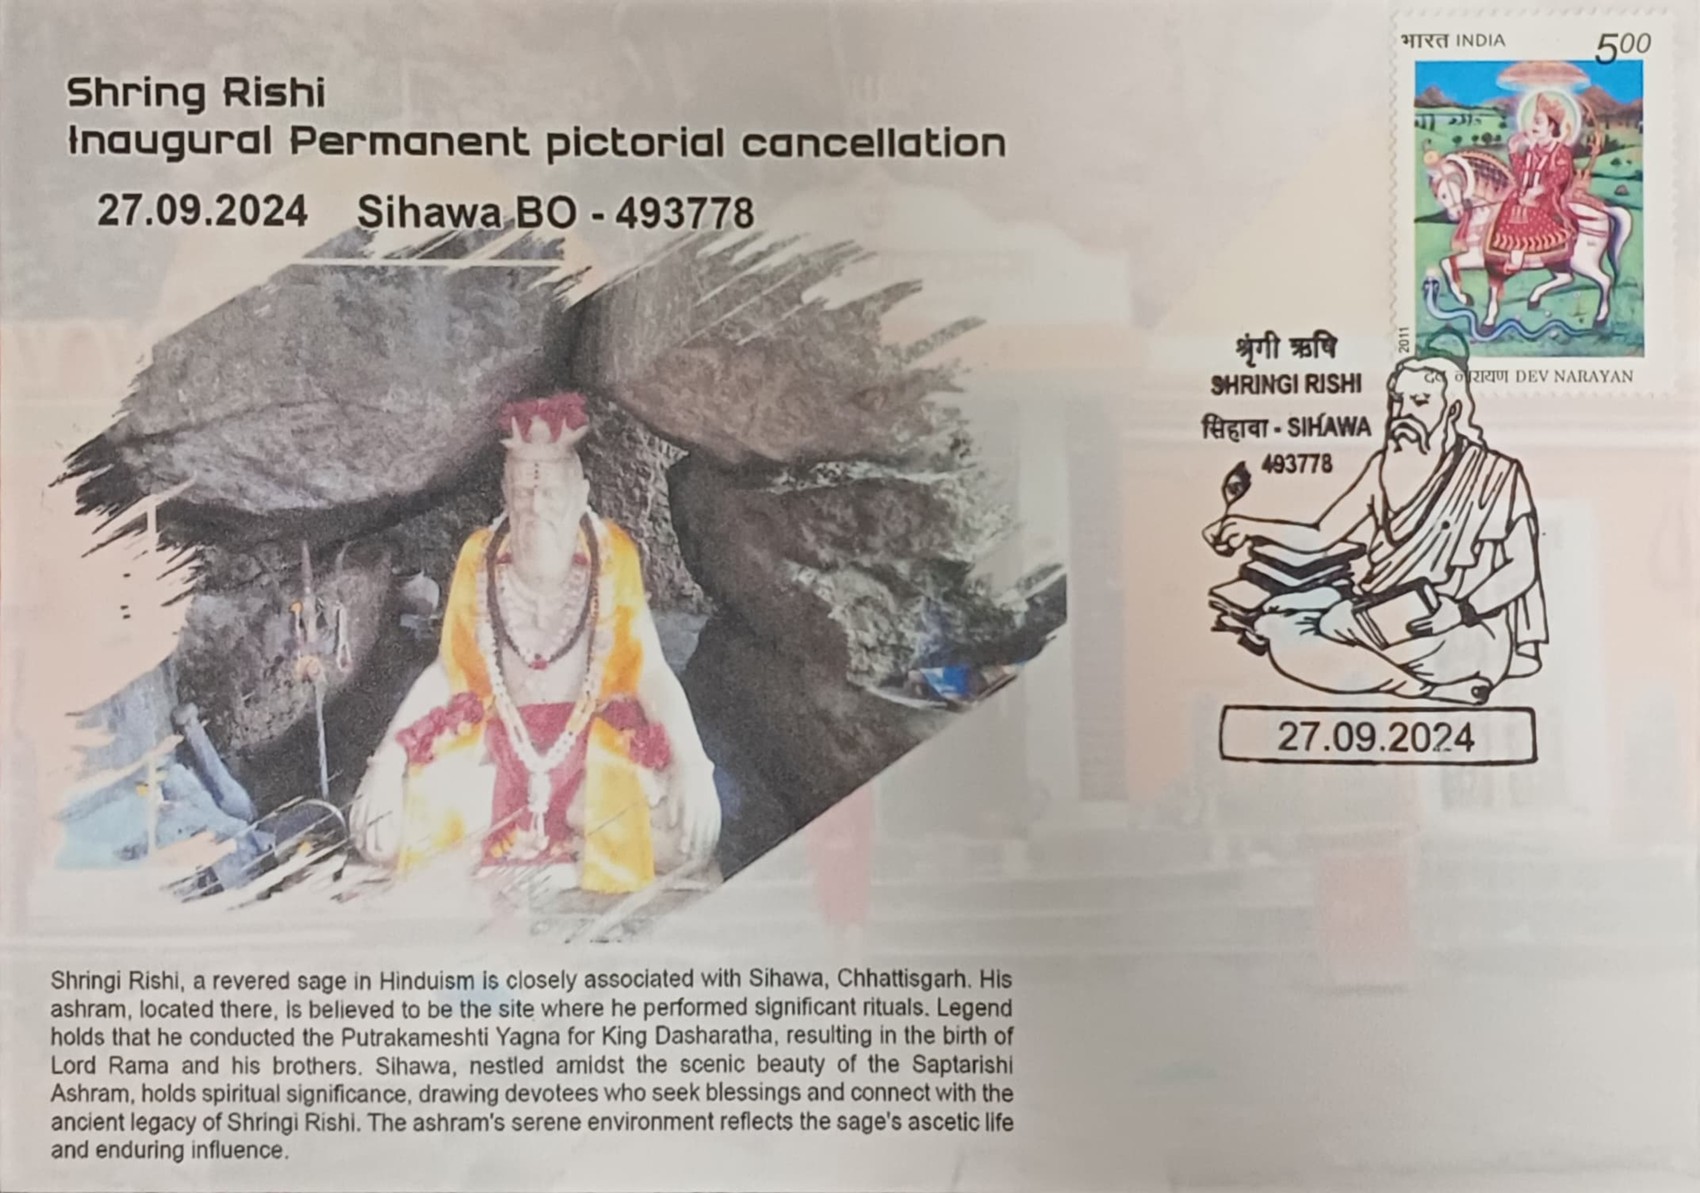 Shring Rishi
Inaugural Permanent pictorial cancellation
27.09.2024 Sihawa BO - 493778
भारत INDIA 500
2011
देव नारायण DEV NARAYAN
श्रृंगी ऋषि
SHRINGI RISHI
सिहावा - SIHAWA
493778
27.09.2024
Shringi Rishi, a revered sage in Hinduism is closely associated with Sihawa, Chhattisgarh. His
ashram, located there, is believed to be the site where he performed significant rituals. Legend
holds that he conducted the Putrakameshti Yagna for King Dasharatha, resulting in the birth of
Lord Rama and his brothers. Sihawa, nestled amidst the scenic beauty of the Saptarishi
Ashram, holds spiritual significance, drawing devotees who seek blessings and connect with the
ancient legacy of Shringi Rishi. The ashram's serene environment reflects the sage's ascetic life
and enduring influence.